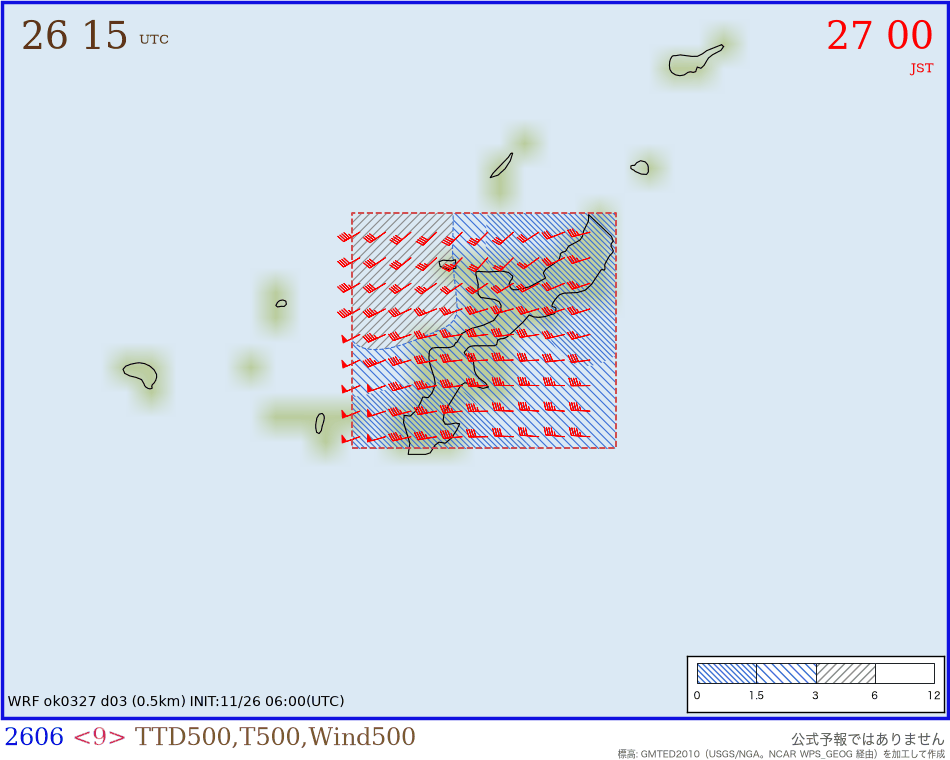 26 15 UTC
27 00
JST
0 1.5 3 6 12
WRF ok0327 d03 (0.5km) INIT:11/26 06:00(UTC)
2606 <9> TTD500,T500,Wind500
公式予報ではありません
標高: GMTED2010（USGS/NGA。NCAR WPS_GEOG 経由）を加工して作成